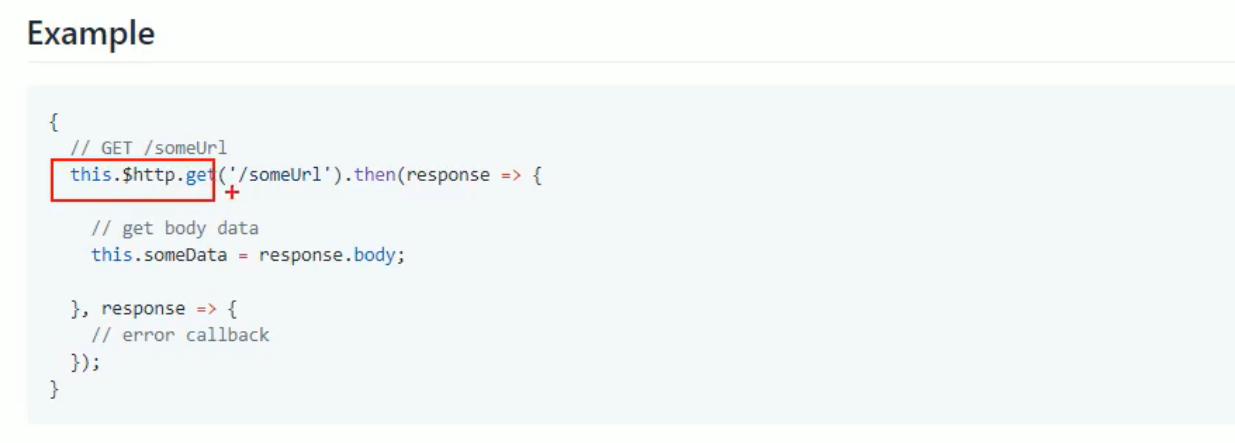 Example
{
// GET /someUrl
this.$http.get('/someUrl').then(response => {
// get body data
this.someData = response.body;
}, response => {
// error callback
});
}